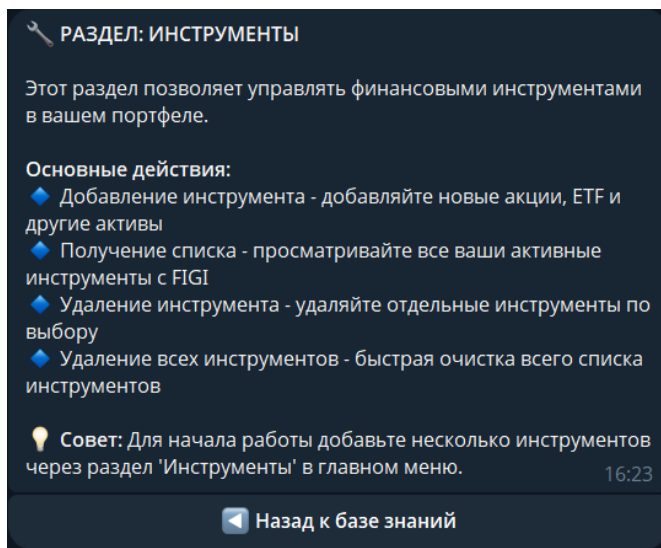 🔧 РАЗДЕЛ: ИНСТРУМЕНТЫ
Этот раздел позволяет управлять финансовыми инструментами
в вашем портфеле.
Основные действия:
🔷 Добавление инструмента - добавляйте новые акции, ETF и
другие активы
🔷 Получение списка - просматривайте все ваши активные
инструменты с FIGI
🔷 Удаление инструмента - удаляйте отдельные инструменты по
выбору
🔷 Удаление всех инструментов - быстрая очистка всего списка
инструментов
💡 Совет: Для начала работы добавьте несколько инструментов
через раздел 'Инструменты' в главном меню.
16:23
◀️ Назад к базе знаний